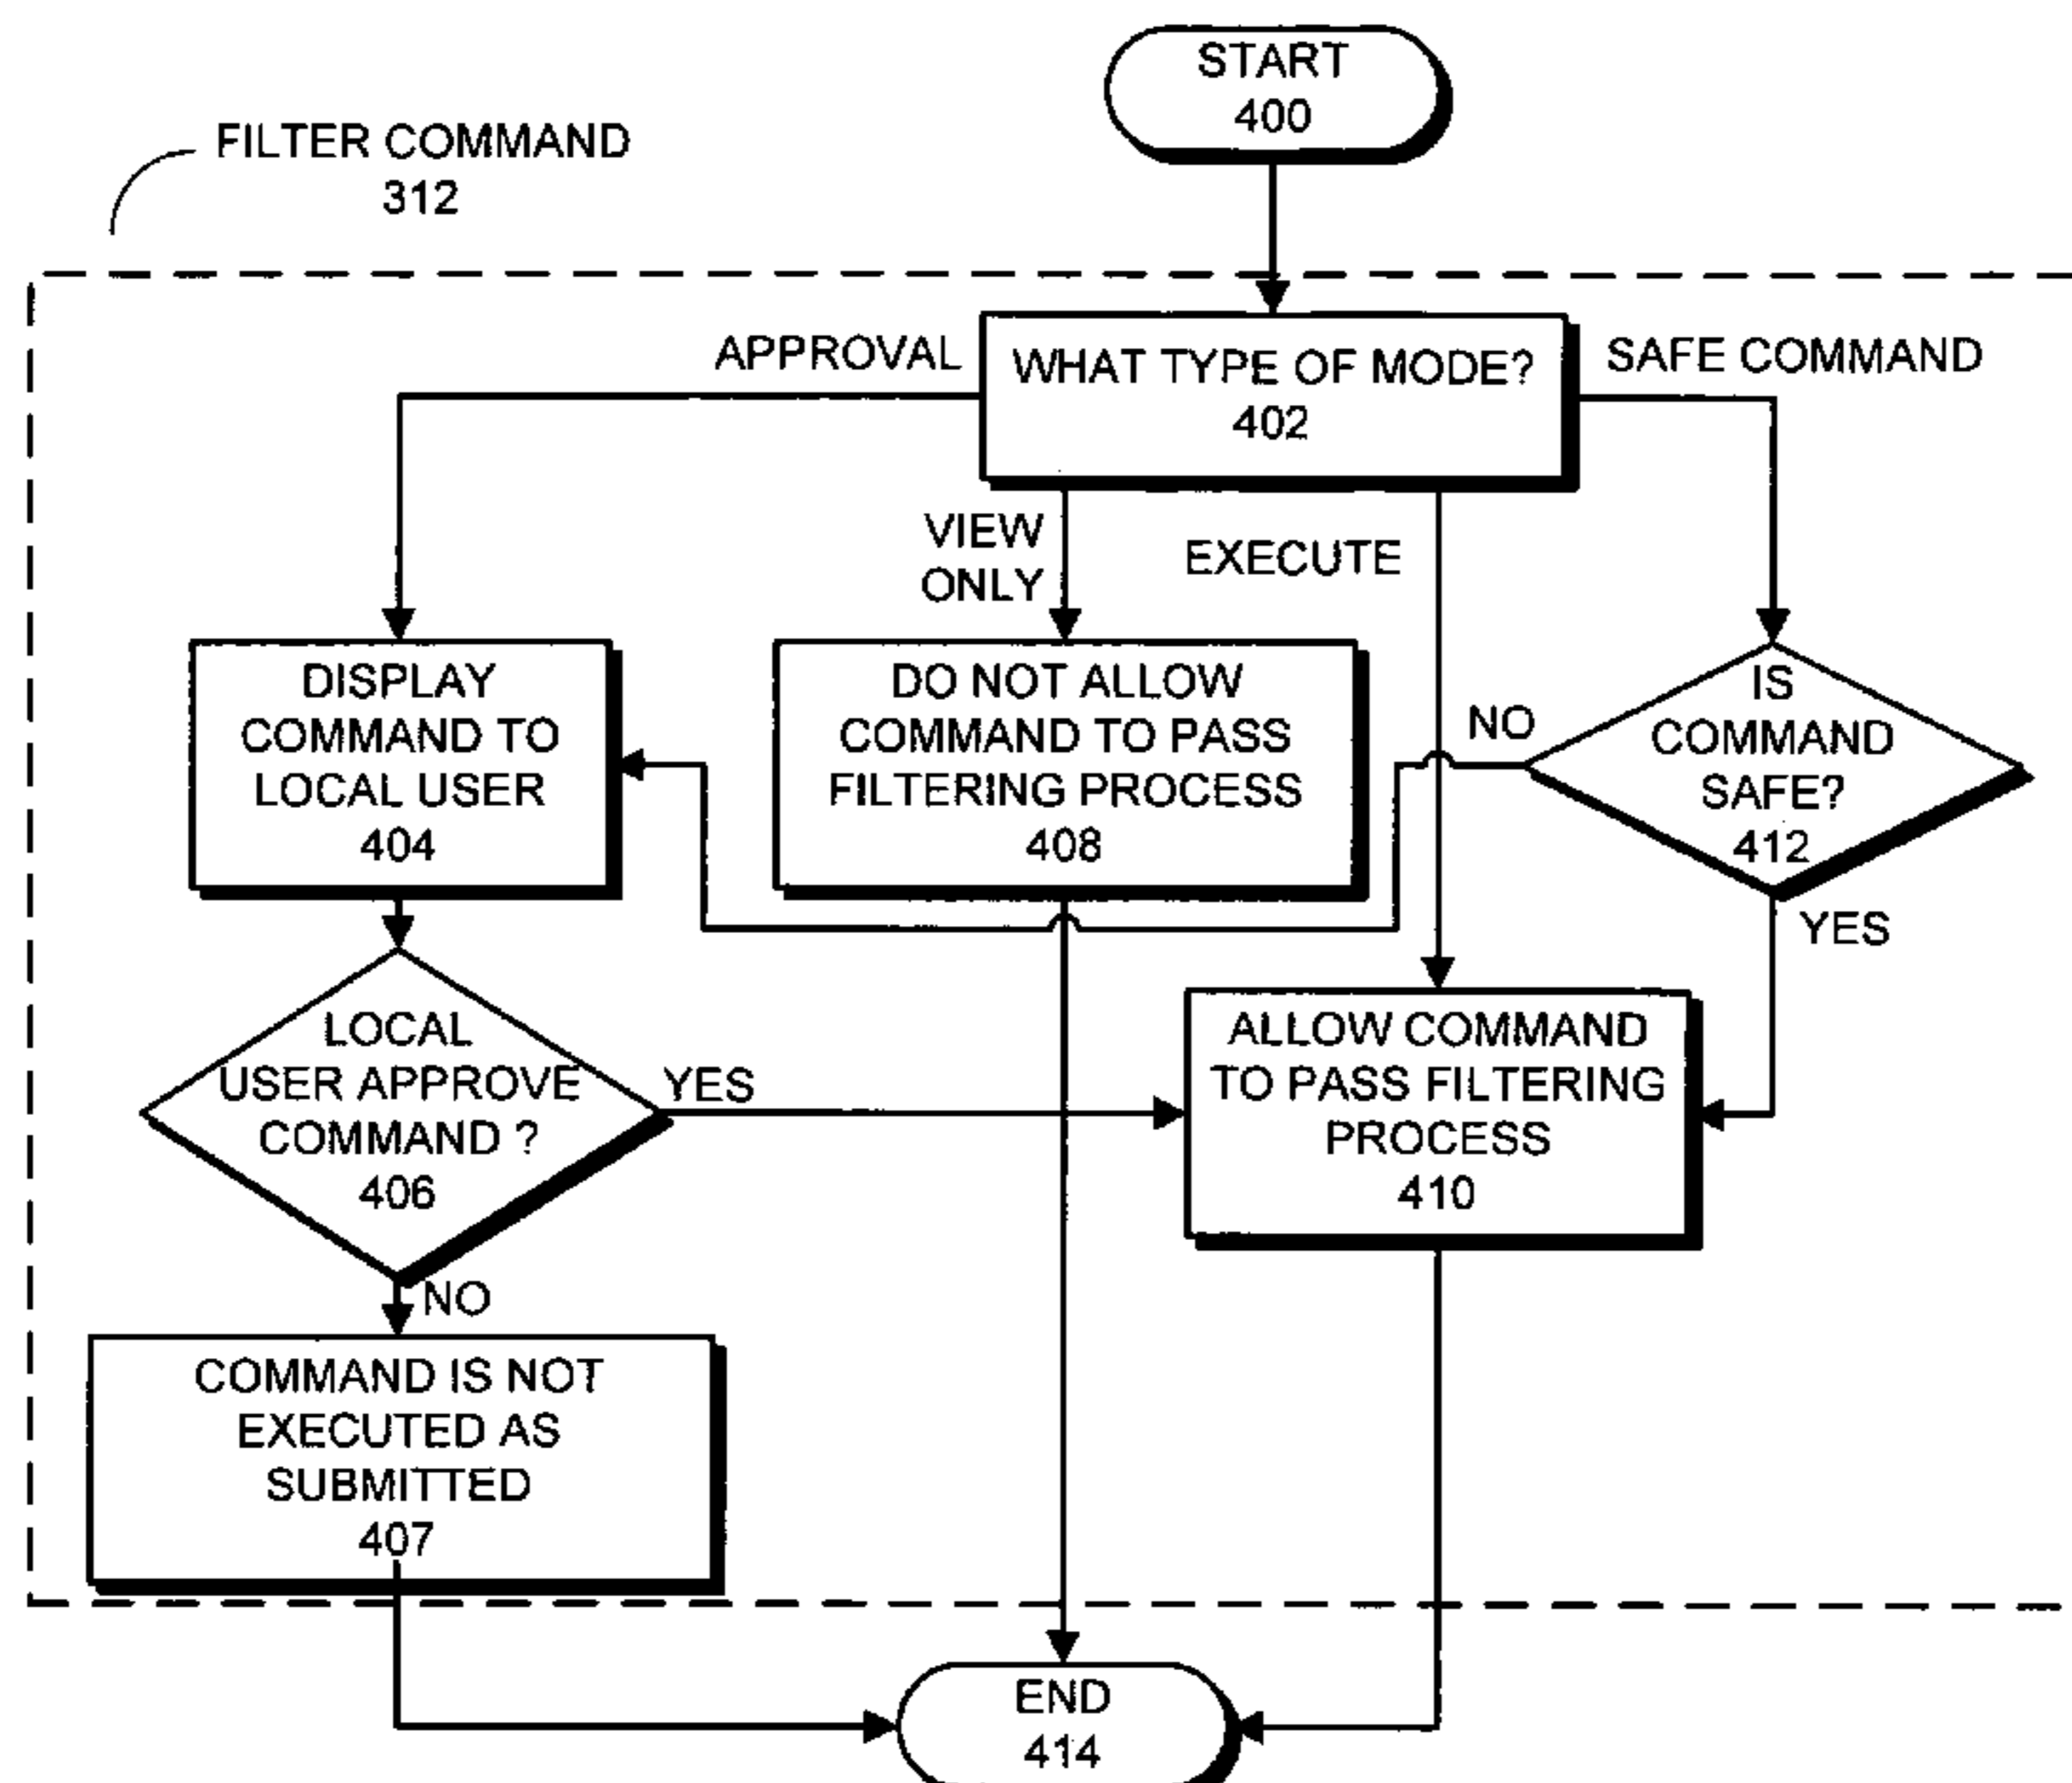 START
400
FILTER COMMAND
312
APPROVAL
WHAT TYPE OF MODE?
402
SAFE COMMAND
VIEW
ONLY
EXECUTE
DISPLAY
COMMAND TO
LOCAL USER
404
DO NOT ALLOW
COMMAND TO PASS
FILTERING PROCESS
408
NO
IS
COMMAND
SAFE?
412
YES
LOCAL
USER APPROVE
COMMAND ?
406
YES
ALLOW COMMAND
TO PASS FILTERING
PROCESS
410
NO
COMMAND IS NOT
EXECUTED AS
SUBMITTED
407
END
414